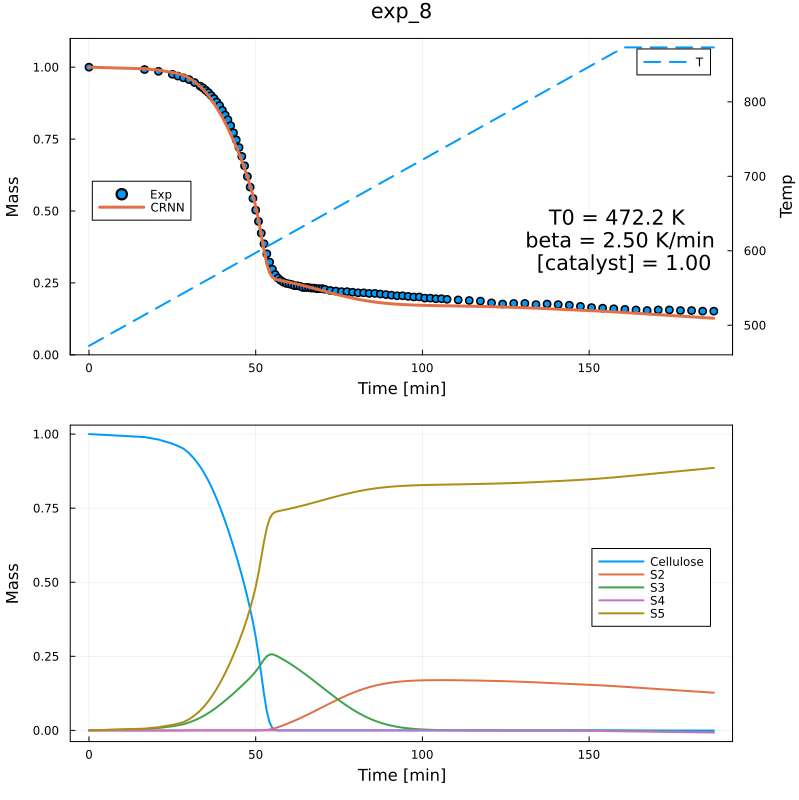 exp_8
1.00
0.75
0.50
0.25
0.00
Mass
T
800
700
600
500
Temp
Exp
CRNN
T0 = 472.2 K
beta = 2.50 K/min
[catalyst] = 1.00
0
50
100
150
Time [min]
1.00
0.75
0.50
0.25
0.00
Mass
Cellulose
S2
S3
S4
S5
0
50
100
150
Time [min]